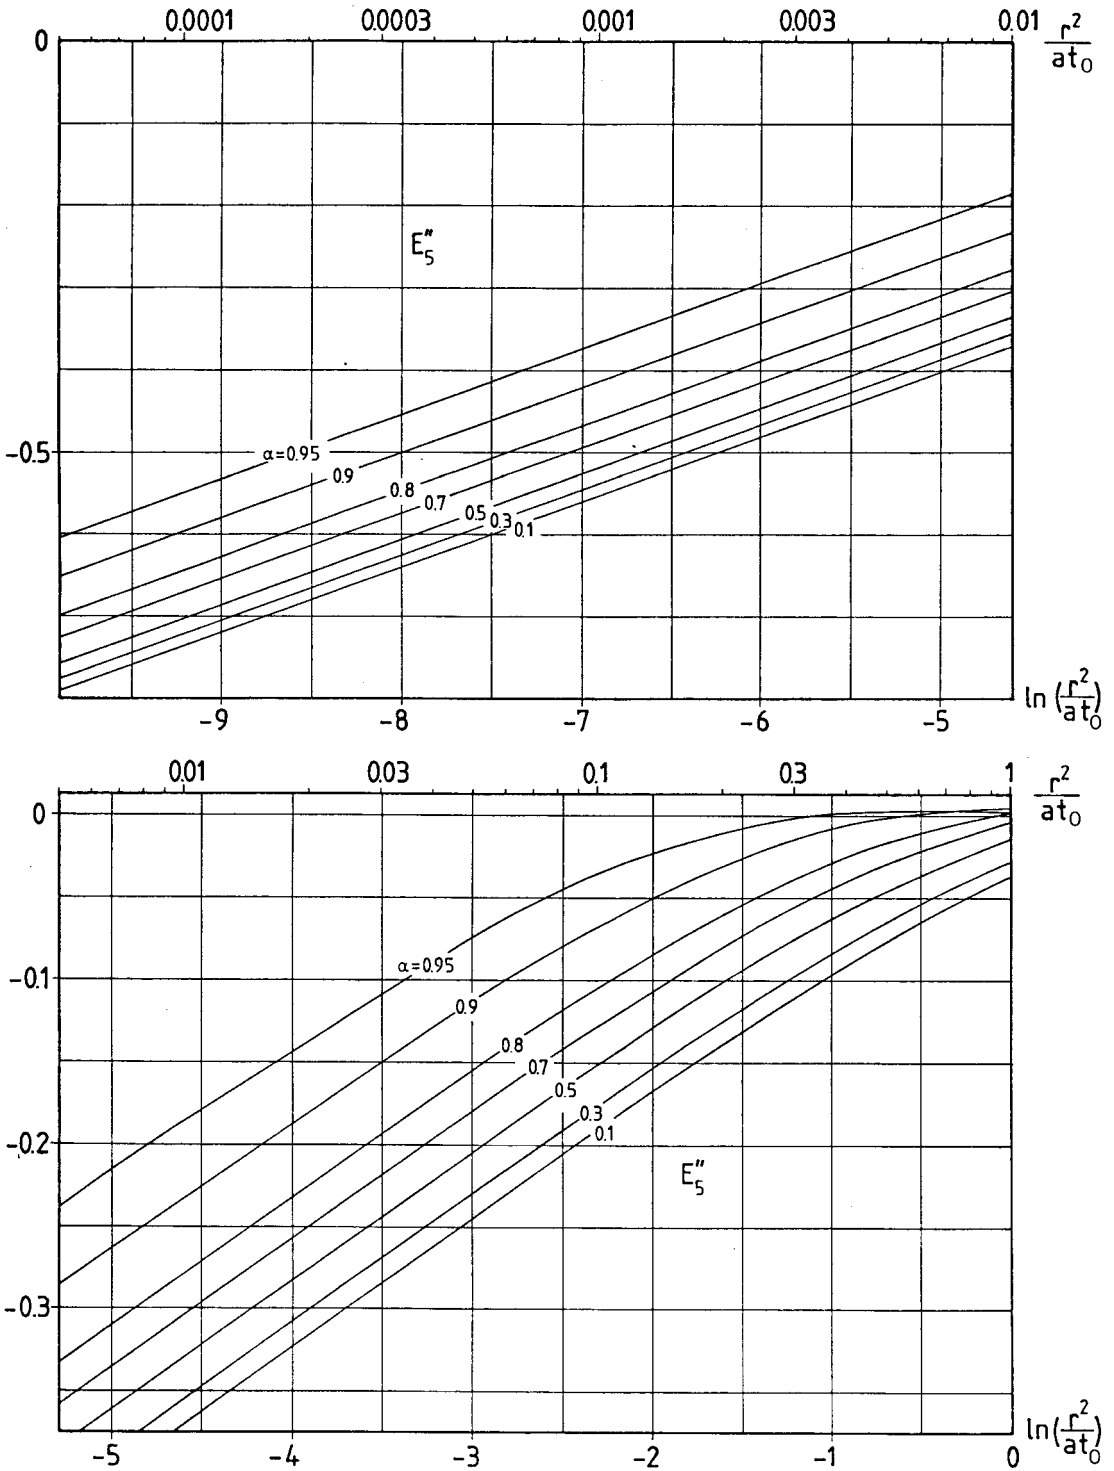 0.0001 0.0003 0.001 0.003 0.01 r²/at₀
0
E₅″
α=0.95
0.9
0.8
0.7
0.5
0.3
0.1
-0.5
-9 -8 -7 -6 -5 ln(r²/at₀)
0.01 0.03 0.1 0.3 1 r²/at₀
0
α=0.95
-0.1
0.9
0.8
0.7
0.5
0.3
0.1
-0.2
E₅″
-0.3
-5 -4 -3 -2 -1 0 ln(r²/at₀)